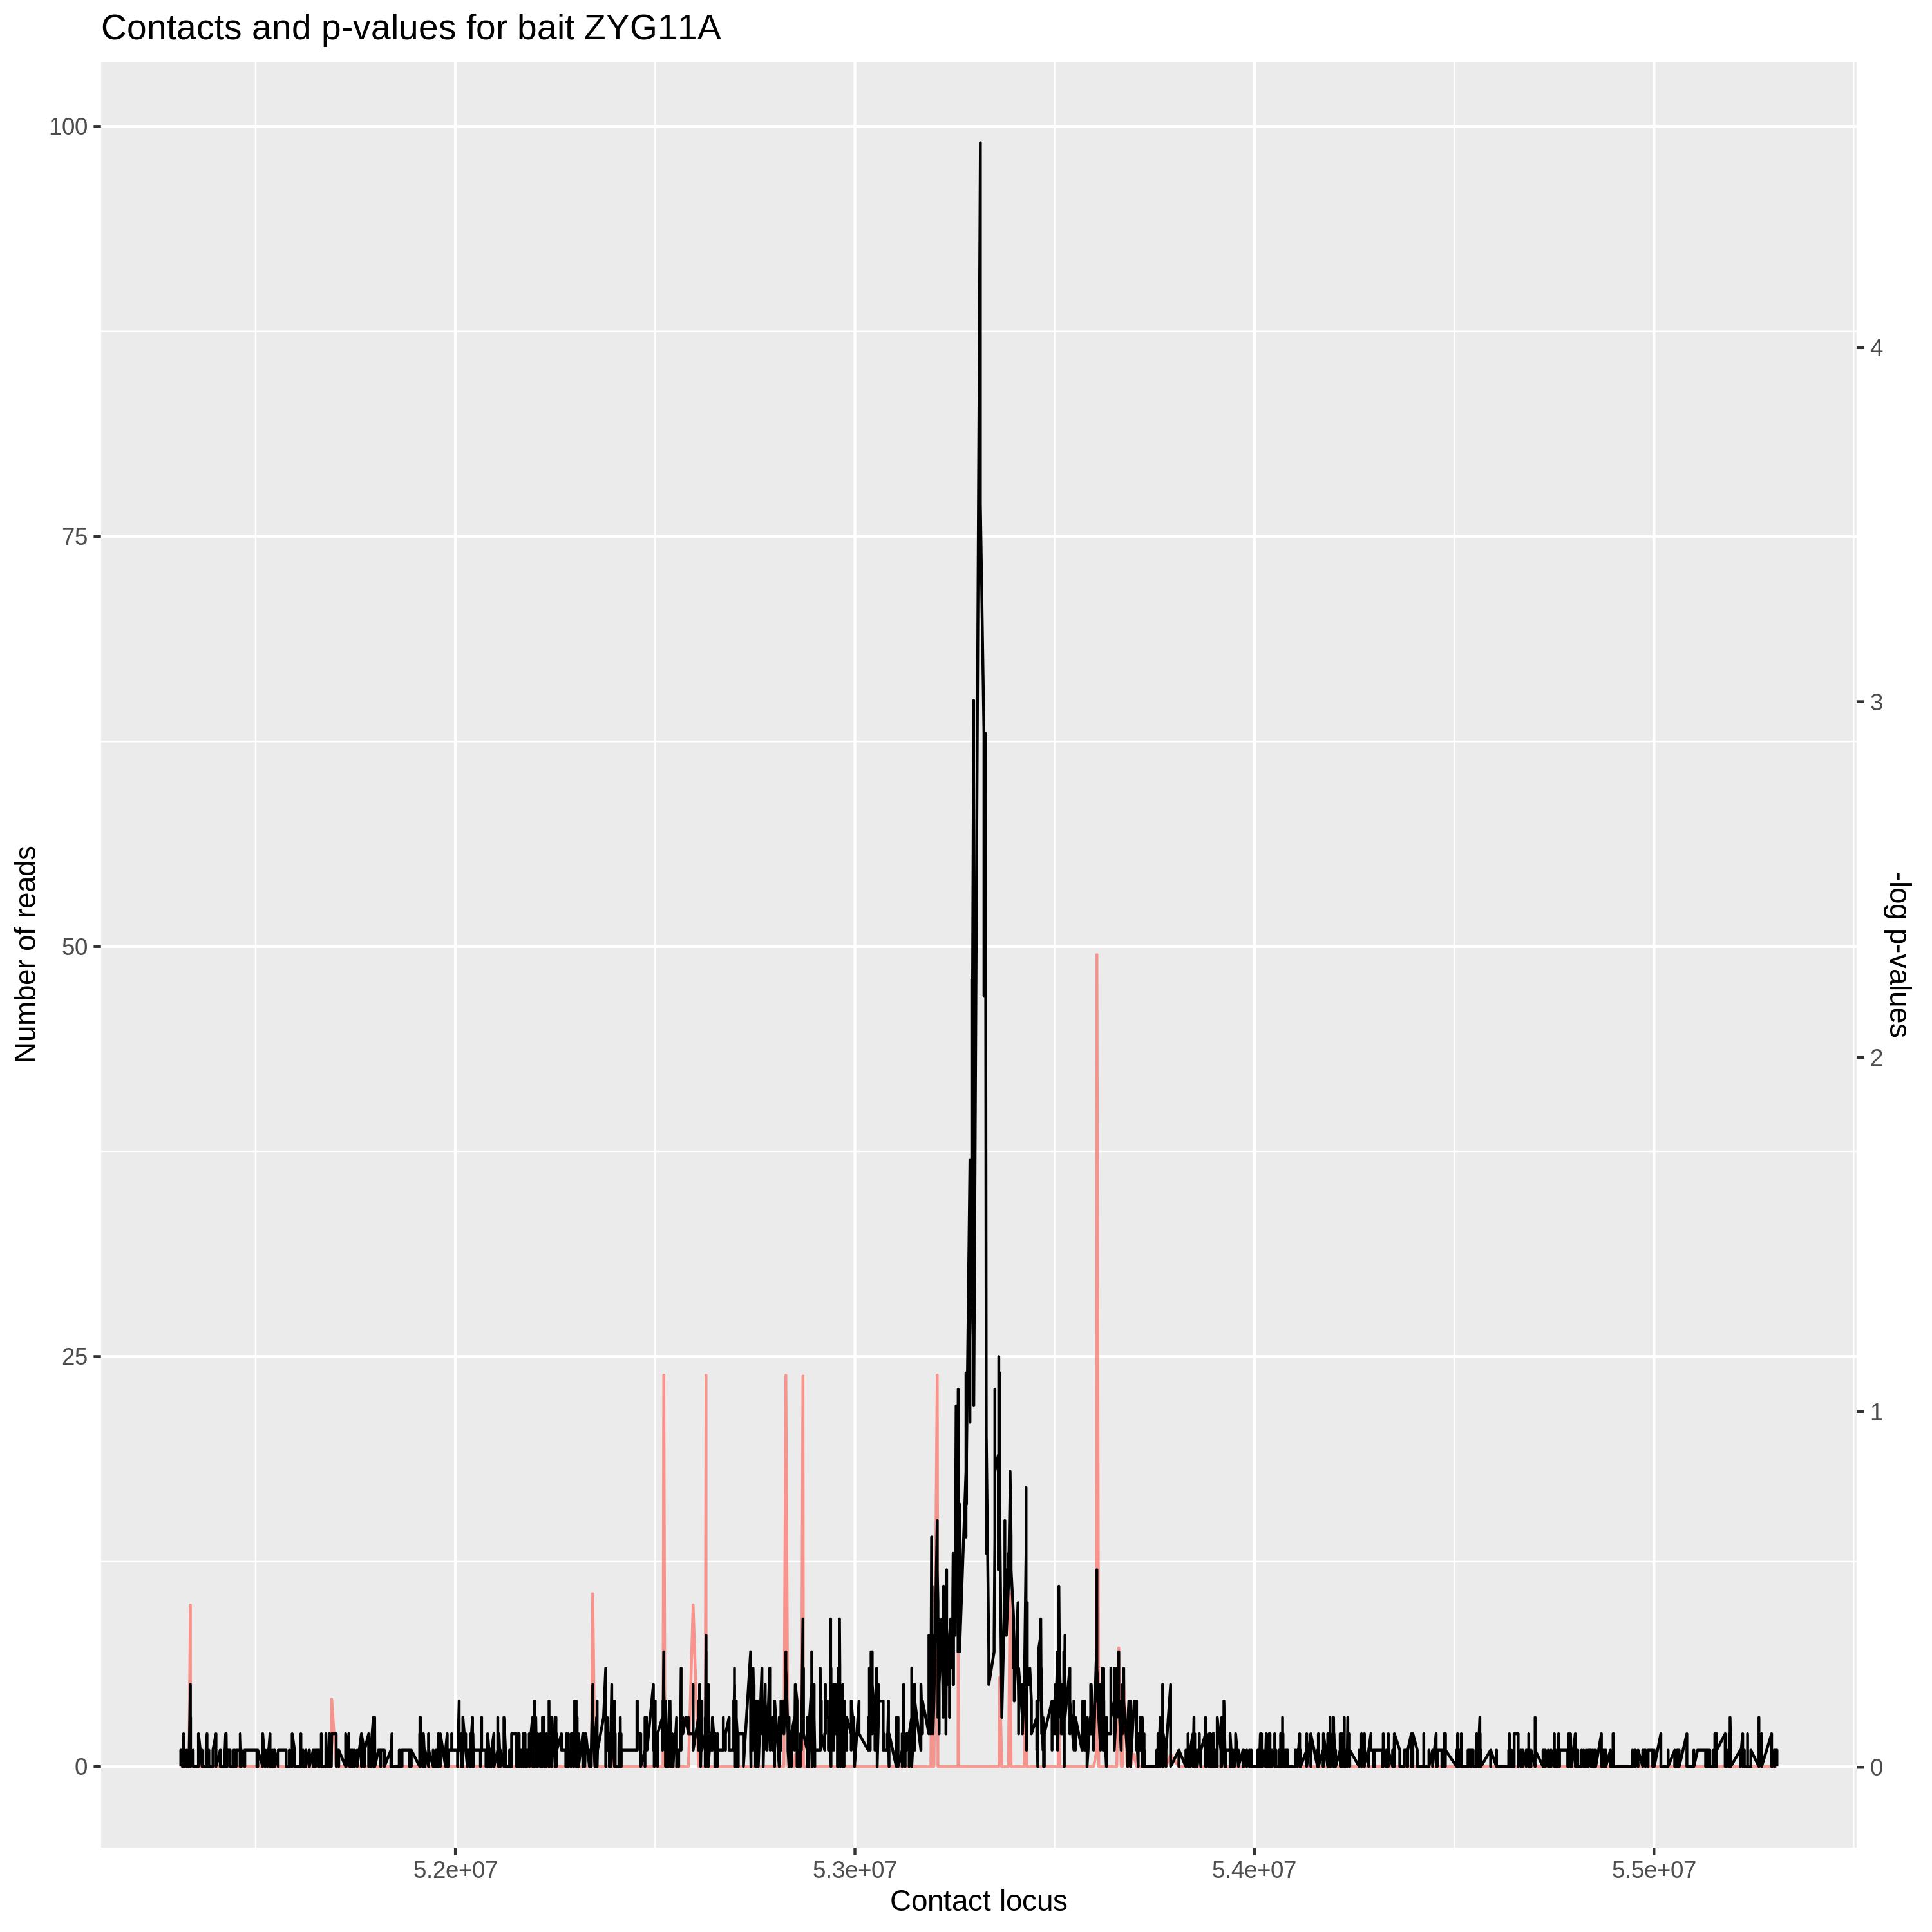 Contacts and p-values for bait ZYG11A
100
75
50
25
0
Number of reads
4
3
2
1
0
-log p-values
5.2e+07
5.3e+07
5.4e+07
5.5e+07
Contact locus